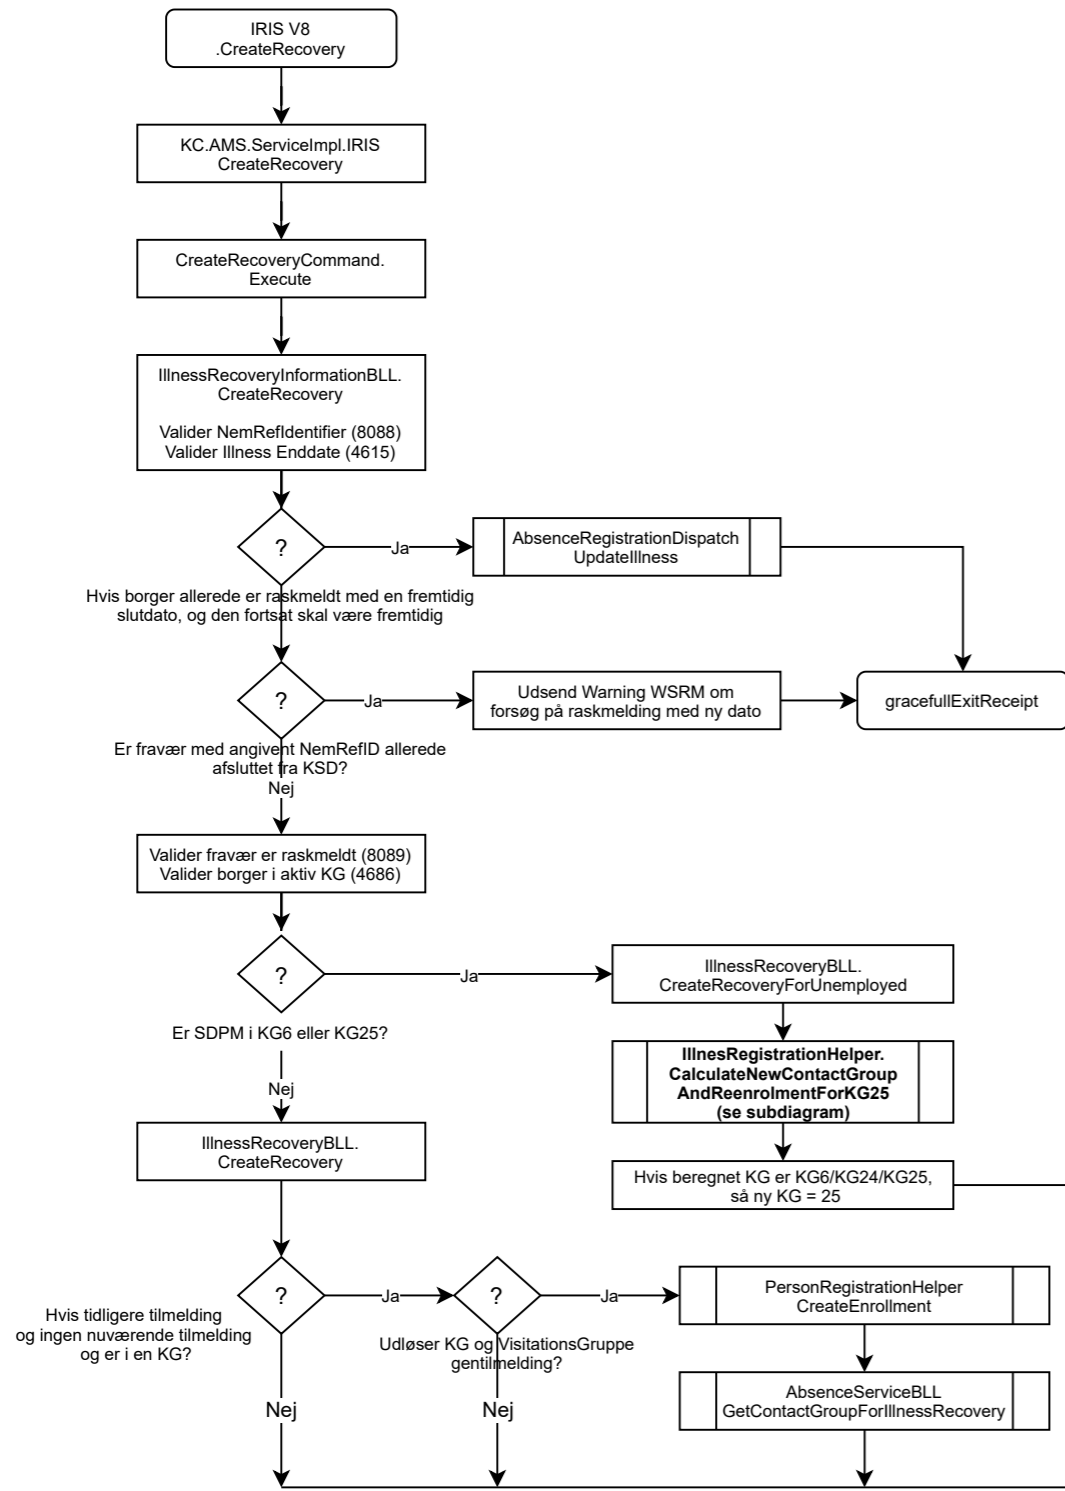 IRIS V8
.CreateRecovery
KC.AMS.ServiceImpl.IRIS
CreateRecovery
CreateRecoveryCommand.
Execute
IllnessRecoveryInformationBLL.
CreateRecovery
Valider NemRefIdentifier (8088)
Valider Illness Enddate (4615)
?
Ja
AbsenceRegistrationDispatch
UpdateIllness
Hvis borger allerede er raskmeldt med en fremtidig
slutdato, og den fortsat skal være fremtidig
?
Ja
Udsend Warning WSRM om
forsøg på raskmelding med ny dato
gracefullExitReceipt
Er fravær med angivent NemRefID allerede
afsluttet fra KSD?
Nej
Valider fravær er raskmeldt (8089)
Valider borger i aktiv KG (4686)
?
Ja
IllnessRecoveryBLL.
CreateRecoveryForUnemployed
Er SDPM i KG6 eller KG25?
IllnesRegistrationHelper.
CalculateNewContactGroup
AndReenrolmentForKG25
(se subdiagram)
Nej
IllnessRecoveryBLL.
CreateRecovery
Hvis beregnet KG er KG6/KG24/KG25,
så ny KG = 25
?
Ja
?
Ja
PersonRegistrationHelper
CreateEnrollment
Hvis tidligere tilmelding
og ingen nuværende tilmelding
og er i en KG?
Udløser KG og VisitationsGruppe
gentilmelding?
Nej
Nej
AbsenceServiceBLL
GetContactGroupForIllnessRecovery